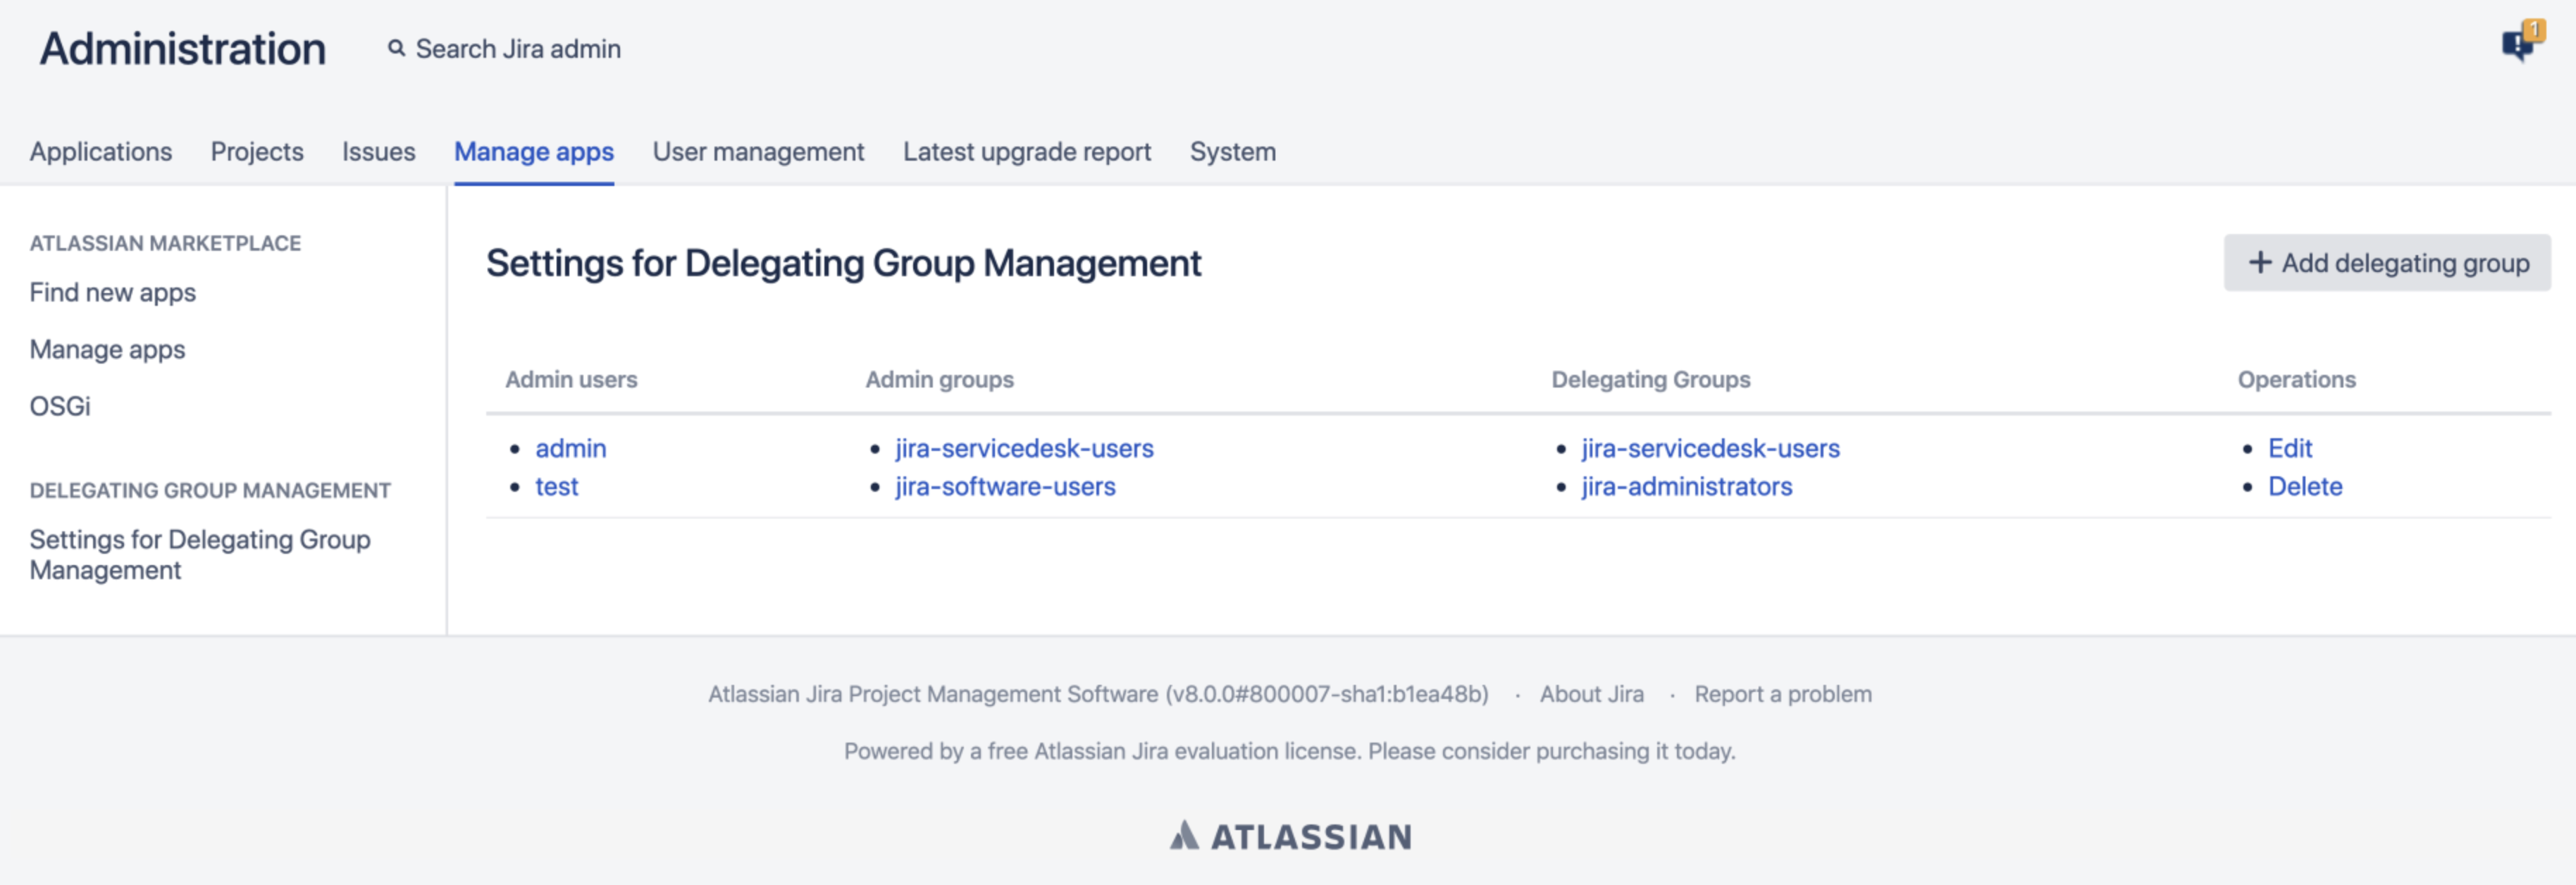 Administration
Search Jira admin
1
Applications Projects Issues Manage apps User management Latest upgrade report System
ATLASSIAN MARKETPLACE
Find new apps
Manage apps
OSGi
DELEGATING GROUP MANAGEMENT
Settings for Delegating Group
Management
Settings for Delegating Group Management
+ Add delegating group
Admin users Admin groups Delegating Groups Operations
• admin • jira-servicedesk-users • jira-servicedesk-users • Edit
• test • jira-software-users • jira-administrators • Delete
Atlassian Jira Project Management Software (v8.0.0#800007-sha1:b1ea48b) · About Jira · Report a problem
Powered by a free Atlassian Jira evaluation license. Please consider purchasing it today.
ATLASSIAN